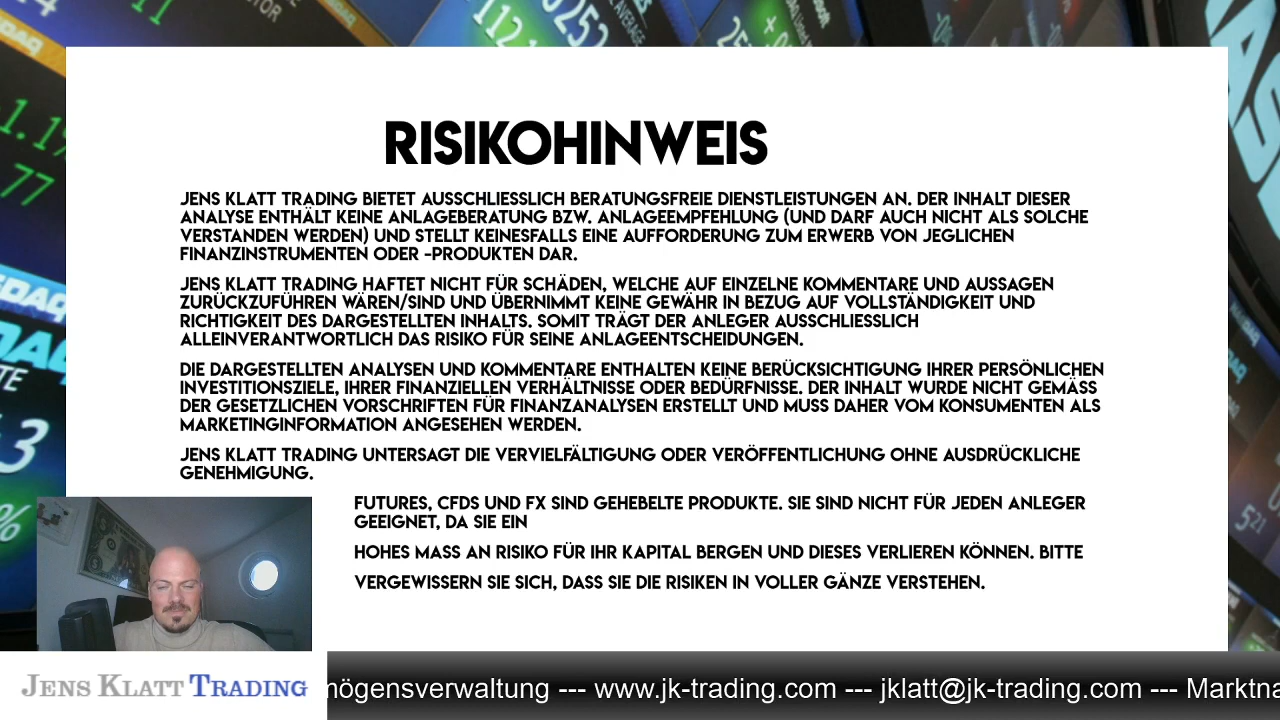 RISIKOHINWEIS
JENS KLATT TRADING BIETET AUSSCHLIESSLICH BERATUNGSFREIE DIENSTLEISTUNGEN AN. DER INHALT DIESER
ANALYSE ENTHÄLT KEINE ANLAGEBERATUNG BZW. ANLAGEEMPFEHLUNG (UND DARF AUCH NICHT ALS SOLCHE
VERSTANDEN WERDEN) UND STELLT KEINESFALLS EINE AUFFORDERUNG ZUM ERWERB VON JEGLICHEN
FINANZINSTRUMENTEN ODER -PRODUKTEN DAR.
JENS KLATT TRADING HAFTET NICHT FÜR SCHÄDEN, WELCHE AUF EINZELNE KOMMENTARE UND AUSSAGEN
ZURÜCKZUFÜHREN WÄREN/SIND UND ÜBERNIMMT KEINE GEWÄHR IN BEZUG AUF VOLLSTÄNDIGKEIT UND
RICHTIGKEIT DES DARGESTELLTEN INHALTS. SOMIT TRÄGT DER ANLEGER AUSSCHLIESSLICH
ALLEINVERANTWORTLICH DAS RISIKO FÜR SEINE ANLAGEENTSCHEIDUNGEN.
DIE DARGESTELLTEN ANALYSEN UND KOMMENTARE ENTHALTEN KEINE BERÜCKSICHTIGUNG IHRER PERSÖNLICHEN
INVESTITIONSZIELE, IHRER FINANZIELLEN VERHÄLTNISSE ODER BEDÜRFNISSE. DER INHALT WURDE NICHT GEMÄSS
DER GESETZLICHEN VORSCHRIFTEN FÜR FINANZANALYSEN ERSTELLT UND MUSS DAHER VOM KONSUMENTEN ALS
MARKETINGINFORMATION ANGESEHEN WERDEN.
JENS KLATT TRADING UNTERSAGT DIE VERVIELFÄLTIGUNG ODER VERÖFFENTLICHUNG OHNE AUSDRÜCKLICHE
GENEHMIGUNG.
FUTURES, CFDS UND FX SIND GEHEBELTE PRODUKTE. SIE SIND NICHT FÜR JEDEN ANLEGER
GEEIGNET, DA SIE EIN
HOHES MASS AN RISIKO FÜR IHR KAPITAL BERGEN UND DIESES VERLIEREN KÖNNEN. BITTE
VERGEWISSERN SIE SICH, DASS SIE DIE RISIKEN IN VOLLER GÄNZE VERSTEHEN.
JENS KLATT TRADING
mögensverwaltung --- www.jk-trading.com --- jklatt@jk-trading.com --- Marktna